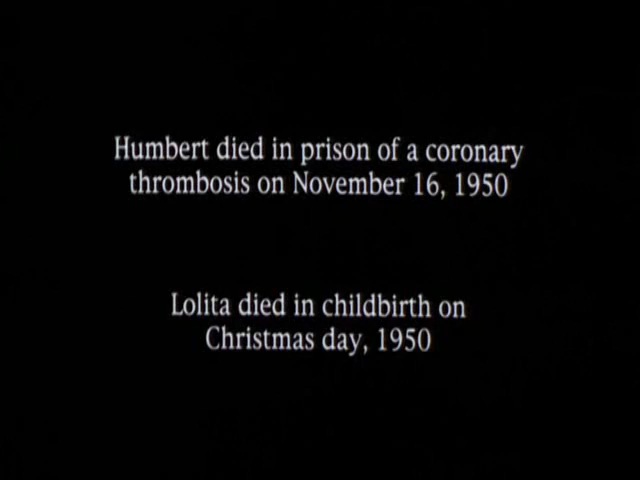 Humbert died in prison of a coronary
thrombosis on November 16, 1950
Lolita died in childbirth on
Christmas day, 1950